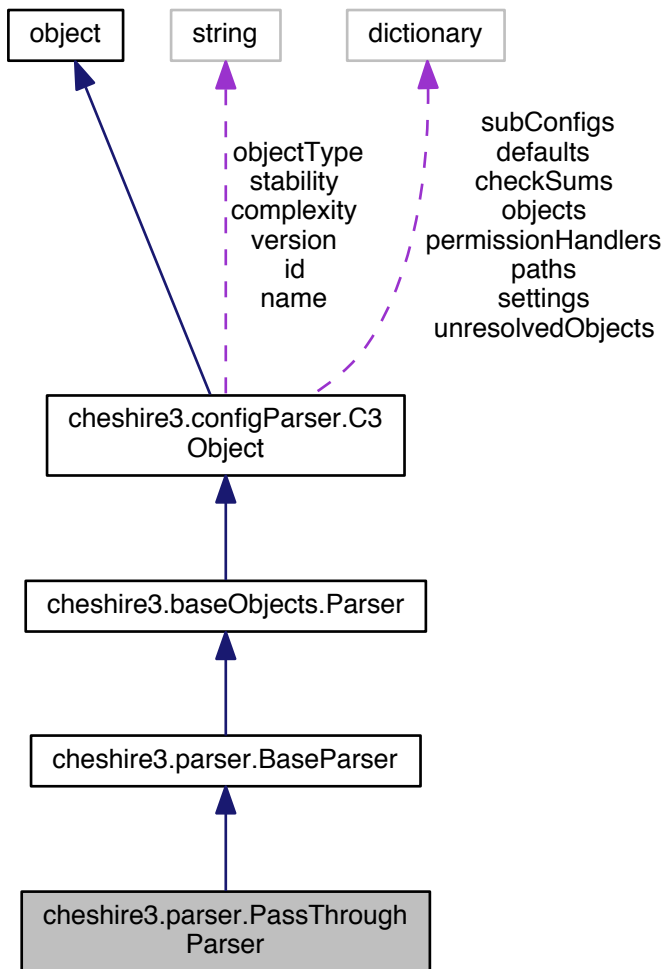 object
string
dictionary
objectType
stability
complexity
version
id
name
subConfigs
defaults
checkSums
objects
permissionHandlers
paths
settings
unresolvedObjects
cheshire3.configParser.C3
Object
cheshire3.baseObjects.Parser
cheshire3.parser.BaseParser
cheshire3.parser.PassThrough
Parser